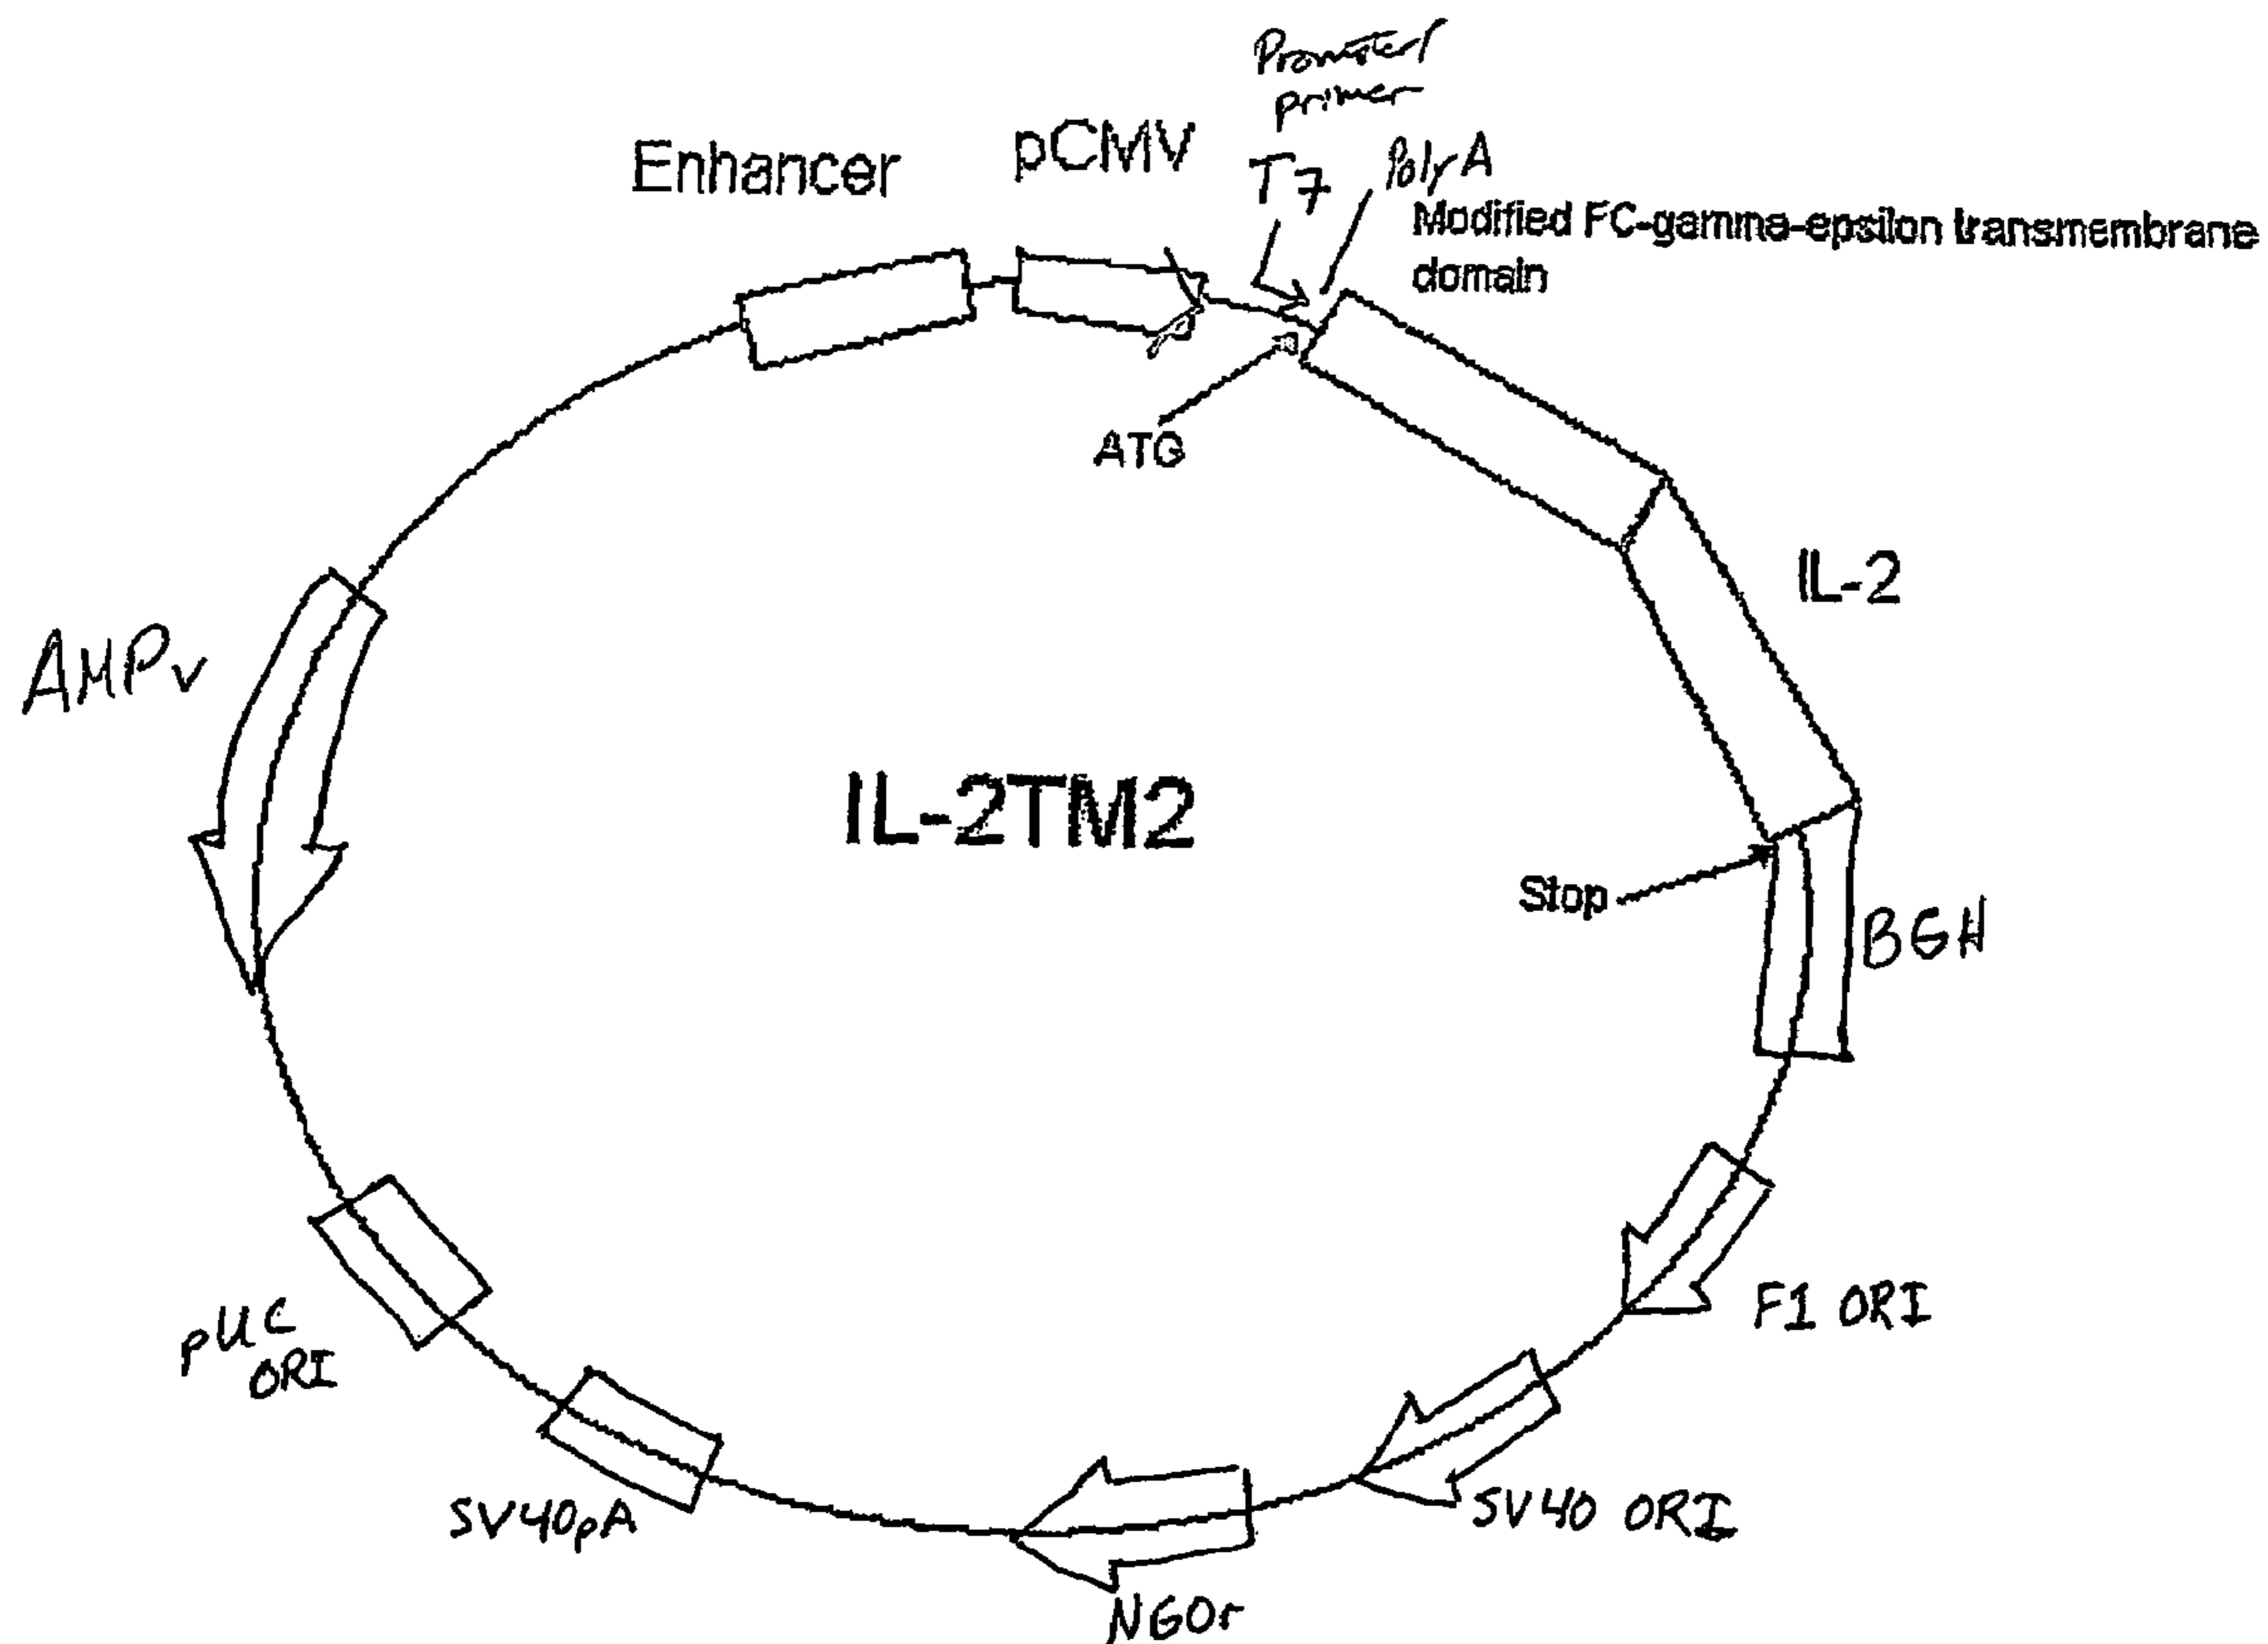 Promoter
primer
Enhancer
pCMV
T7
PolyA
Modified FC-gamma-epsilon transmembrane
domain
ATG
IL-2
AMPv
IL-2TM2
Stop
BGH
F1 ORI
pUC
ORI
SV40 ORI
SV40pA
NGOr